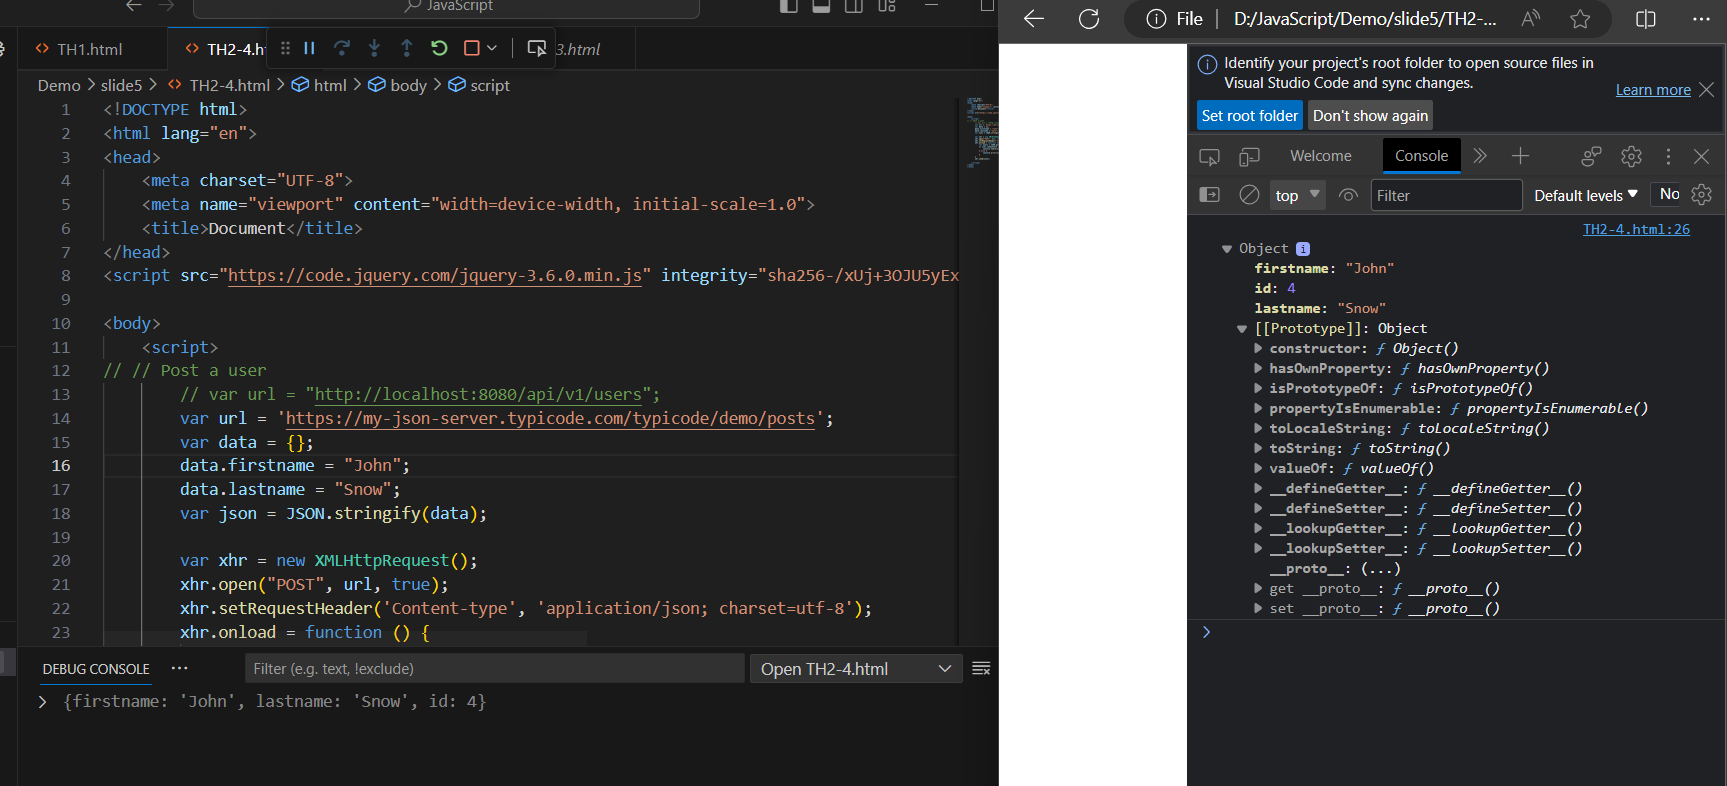 JavaScript
TH1.html
TH2-4.h
3.html
Demo > slide5 > TH2-4.html > html > body > script
1 <!DOCTYPE html>
2 <html lang="en">
3 <head>
4 <meta charset="UTF-8">
5 <meta name="viewport" content="width=device-width, initial-scale=1.0">
6 <title>Document</title>
7 </head>
8 <script src="https://code.jquery.com/jquery-3.6.0.min.js" integrity="sha256-/xUj+3OJU5yEx
9
10 <body>
11 <script>
12 // // Post a user
13 // var url = "http://localhost:8080/api/v1/users";
14 var url = 'https://my-json-server.typicode.com/typicode/demo/posts';
15 var data = {};
16 data.firstname = "John";
17 data.lastname = "Snow";
18 var json = JSON.stringify(data);
19
20 var xhr = new XMLHttpRequest();
21 xhr.open("POST", url, true);
22 xhr.setRequestHeader('Content-type', 'application/json; charset=utf-8');
23 xhr.onload = function () {
DEBUG CONSOLE ··· Filter (e.g. text, !exclude) Open TH2-4.html
> {firstname: 'John', lastname: 'Snow', id: 4}
File | D:/JavaScript/Demo/slide5/TH2-...
Identify your project's root folder to open source files in
Visual Studio Code and sync changes.
Learn more
Set root folder Don't show again
Welcome Console
top Filter Default levels No
TH2-4.html:26
Object i
firstname: "John"
id: 4
lastname: "Snow"
[[Prototype]]: Object
constructor: ƒ Object()
hasOwnProperty: ƒ hasOwnProperty()
isPrototypeOf: ƒ isPrototypeOf()
propertyIsEnumerable: ƒ propertyIsEnumerable()
toLocaleString: ƒ toLocaleString()
toString: ƒ toString()
valueOf: ƒ valueOf()
__defineGetter__: ƒ __defineGetter__()
__defineSetter__: ƒ __defineSetter__()
__lookupGetter__: ƒ __lookupGetter__()
__lookupSetter__: ƒ __lookupSetter__()
__proto__: (...)
get __proto__: ƒ __proto__()
set __proto__: ƒ __proto__()
>